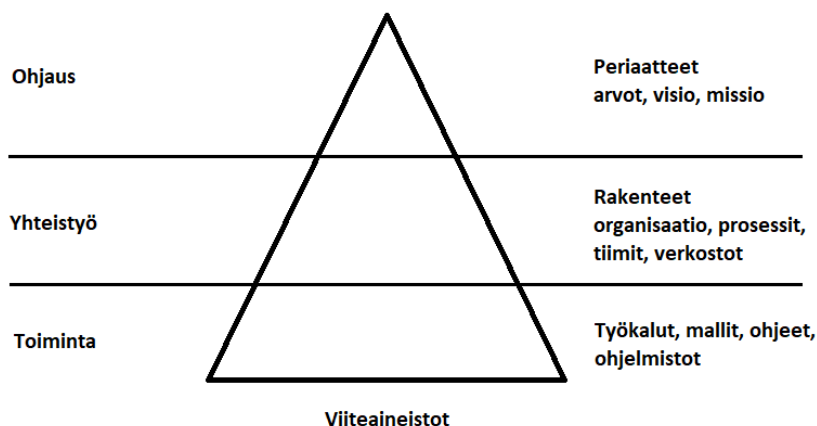 Ohjaus
Periaatteet
arvot, visio, missio
Yhteistyö
Rakenteet
organisaatio, prosessit,
tiimit, verkostot
Toiminta
Työkalut, mallit, ohjeet,
ohjelmistot
Viiteaineistot